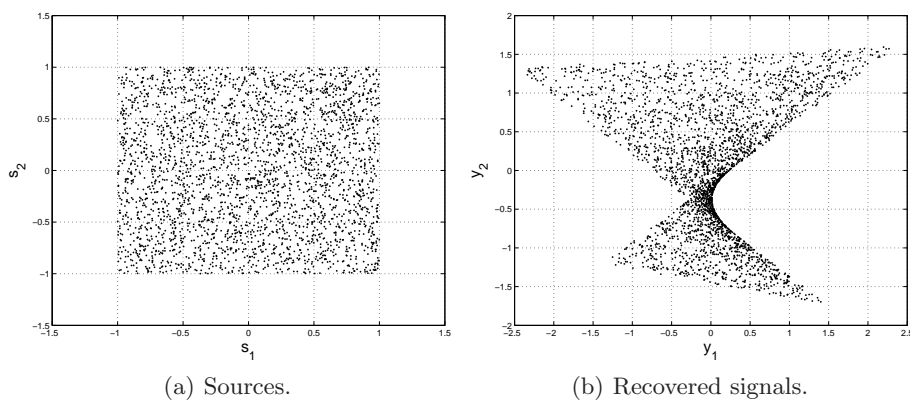 1.5
1
0.5
0
−0.5
−1
−1.5
s2
−1.5 −1 −0.5 0 0.5 1 1.5
s1
(a) Sources.
2
1.5
1
0.5
0
−0.5
−1
−1.5
−2
y2
−2.5 −2 −1.5 −1 −0.5 0 0.5 1 1.5 2 2.5
y1
(b) Recovered signals.